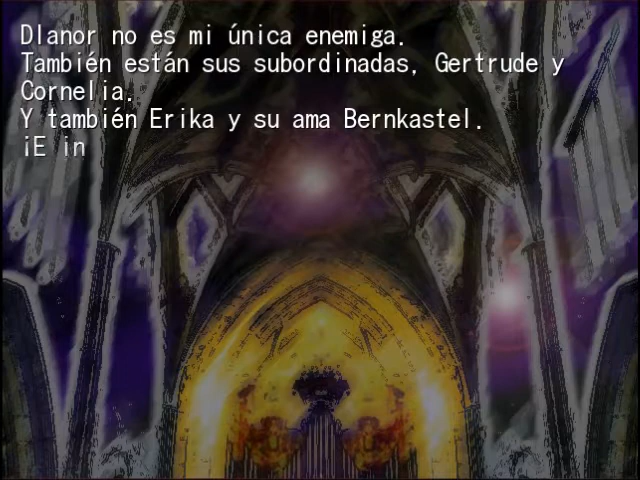 Dlanor no es mi única enemiga.
También están sus subordinadas, Gertrude y
Cornelia.
Y también Erika y su ama Bernkastel.
¡E in